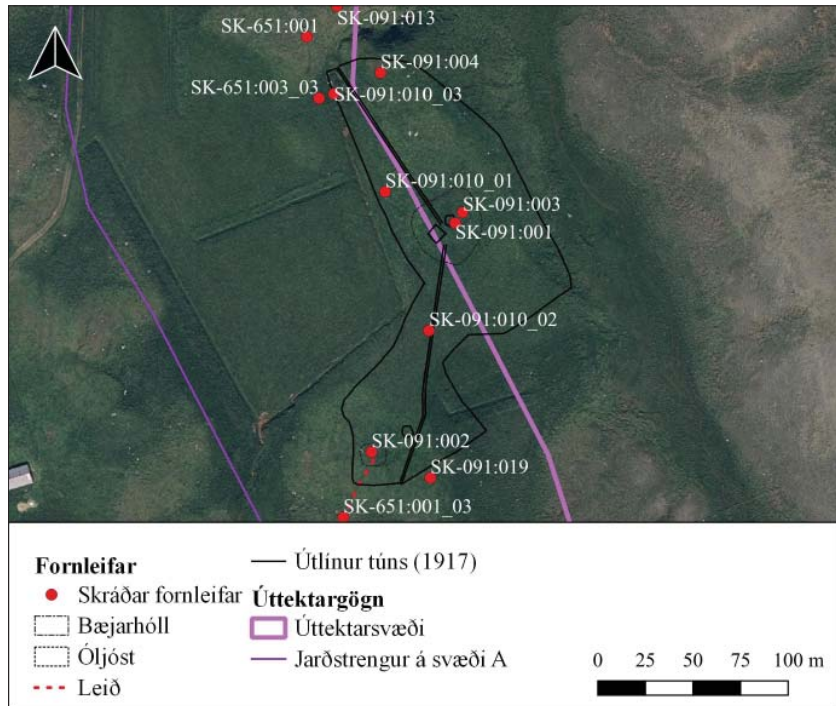 SK-091:013
SK-651:001
SK-091:004
SK-651:003_03
SK-091:010_03
SK-091:010_01
SK-091:003
SK-091:001
SK-091:010_02
SK-091:002
SK-091:019
SK-651:001_03
Fornleifar
Skráðar fornleifar
Bæjarhóll
Óljóst
Leið
Útlínur túns (1917)
Úttektargögn
Úttektarsvæði
Jarðstrengur á svæði A
0 25 50 75 100 m